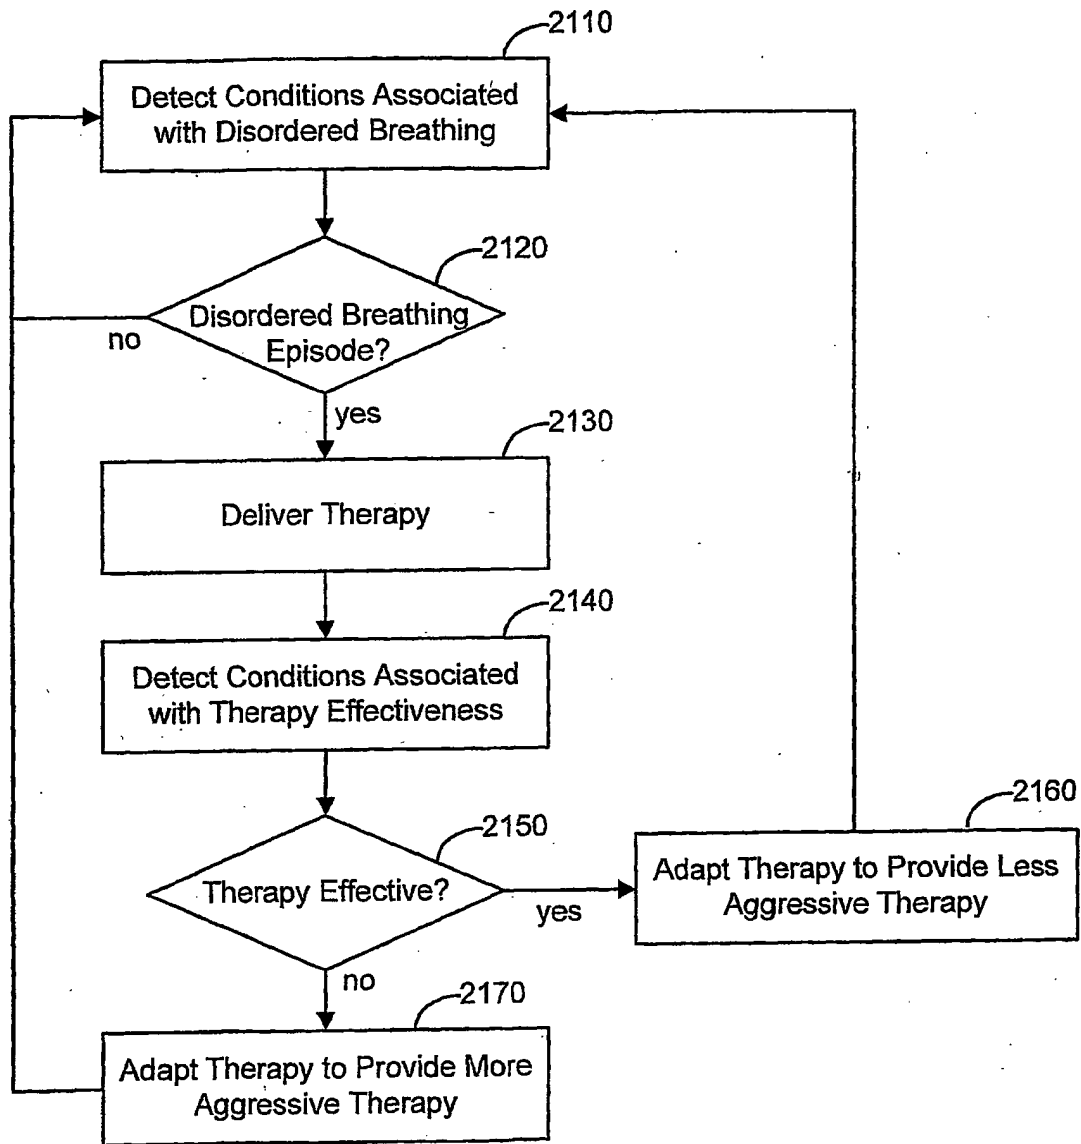 2110
Detect Conditions Associated
with Disordered Breathing
2120
Disordered Breathing
Episode?
no
yes
2130
Deliver Therapy
2140
Detect Conditions Associated
with Therapy Effectiveness
2150
Therapy Effective?
yes
2160
Adapt Therapy to Provide Less
Aggressive Therapy
no
2170
Adapt Therapy to Provide More
Aggressive Therapy